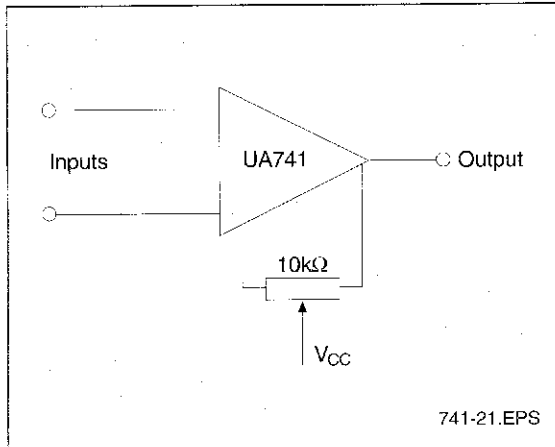 Inputs
UA741
Output
10kΩ
VCC
741-21.EPS